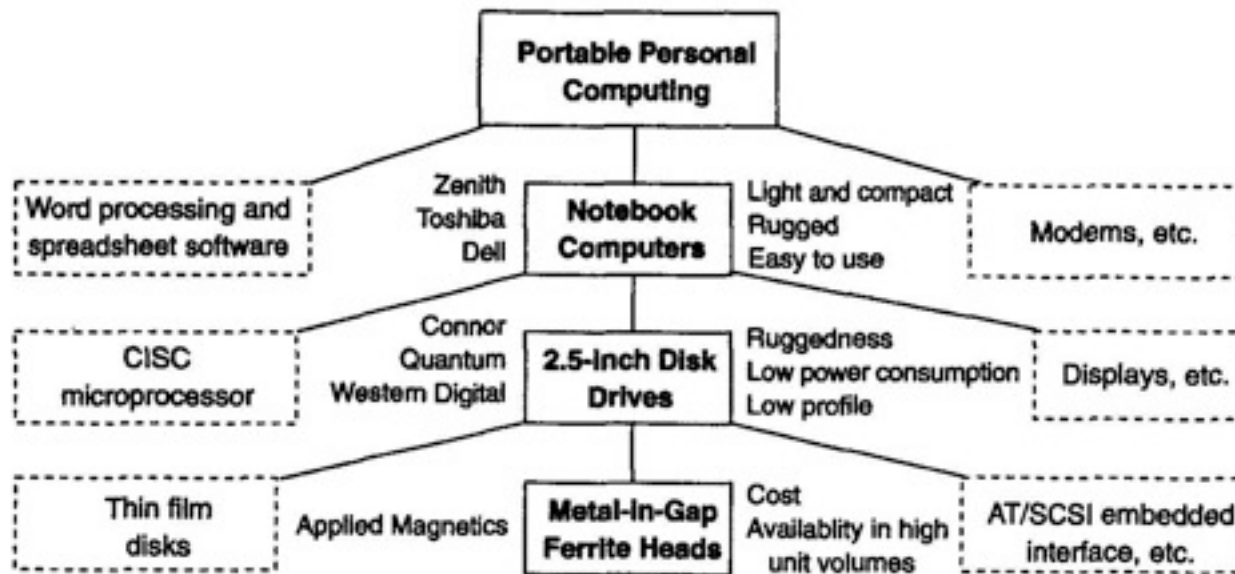 Portable Personal
Computing
Word processing and
spreadsheet software
Zenith
Toshiba
Dell
Notebook
Computers
Light and compact
Rugged
Easy to use
Modems, etc.
CISC
microprocessor
Connor
Quantum
Western Digital
2.5-Inch Disk
Drives
Ruggedness
Low power consumption
Low profile
Displays, etc.
Thin film
disks
Applied Magnetics
Metal-In-Gap
Ferrite Heads
Cost
Availablity in high
unit volumes
AT/SCSI embedded
interface, etc.